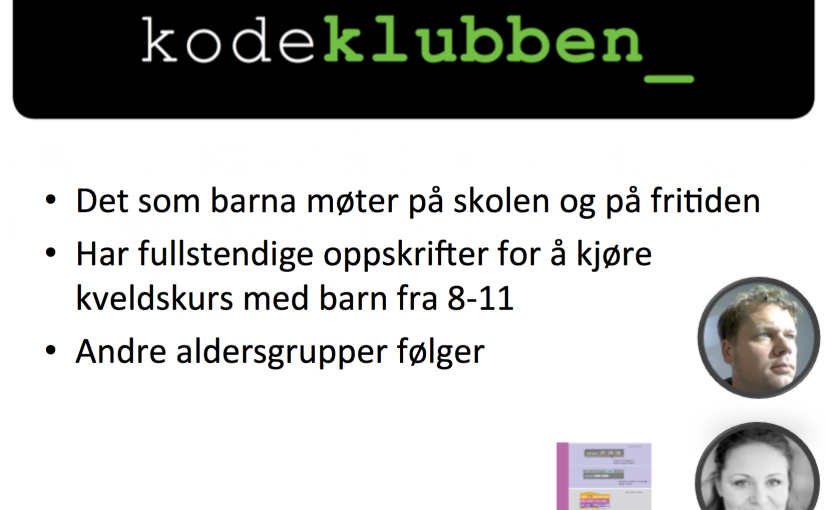 kodeklubben_
• Det som barna møter på skolen og på fritiden
• Har fullstendige oppskrifter for å kjøre
kveldskurs med barn fra 8-11
• Andre aldersgrupper følger